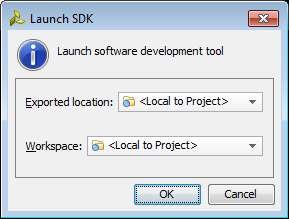 Launch SDK
Launch software development tool
Exported location: <Local to Project>
Workspace: <Local to Project>
OK Cancel